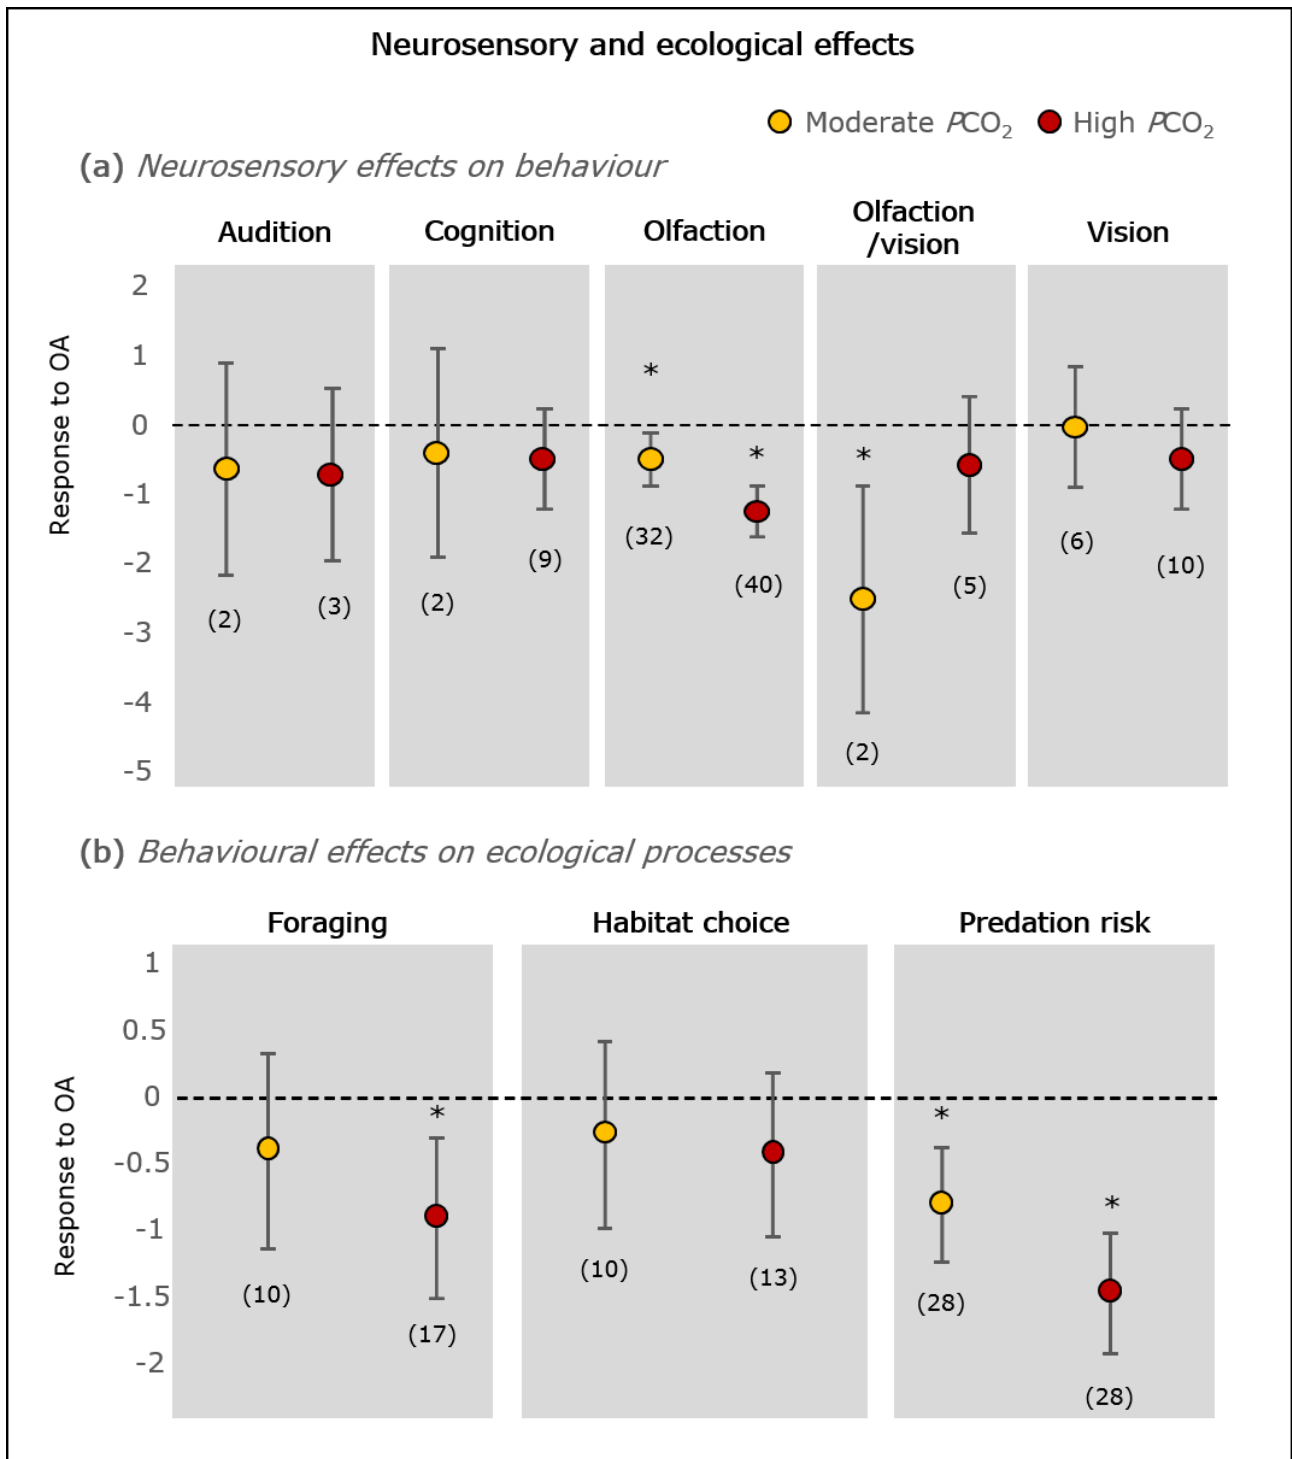 Neurosensory and ecological effects
Moderate PCO₂ High PCO₂
(a) Neurosensory effects on behaviour
Audition Cognition Olfaction Olfaction /vision Vision
Response to OA
2
1
0
-1
-2
-3
-4
-5
*
*
*
(2) (3) (2) (9) (32) (40) (2) (5) (6) (10)
(b) Behavioural effects on ecological processes
Foraging Habitat choice Predation risk
Response to OA
1
0.5
0
-0.5
-1
-1.5
-2
*
*
*
(10) (17) (10) (13) (28) (28)